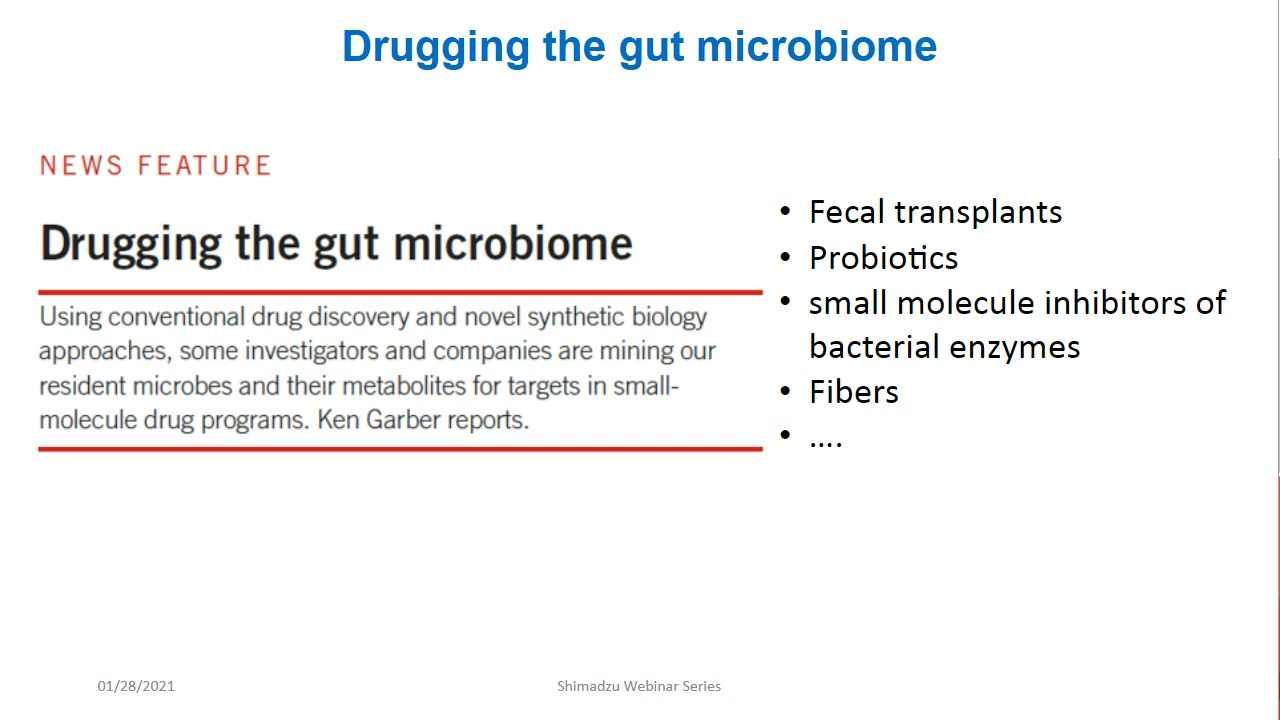 Drugging the gut microbiome
NEWS FEATURE
Drugging the gut microbiome
Using conventional drug discovery and novel synthetic biology
approaches, some investigators and companies are mining our
resident microbes and their metabolites for targets in small-
molecule drug programs. Ken Garber reports.
• Fecal transplants
• Probiotics
• small molecule inhibitors of
bacterial enzymes
• Fibers
• ....
01/28/2021
Shimadzu Webinar Series